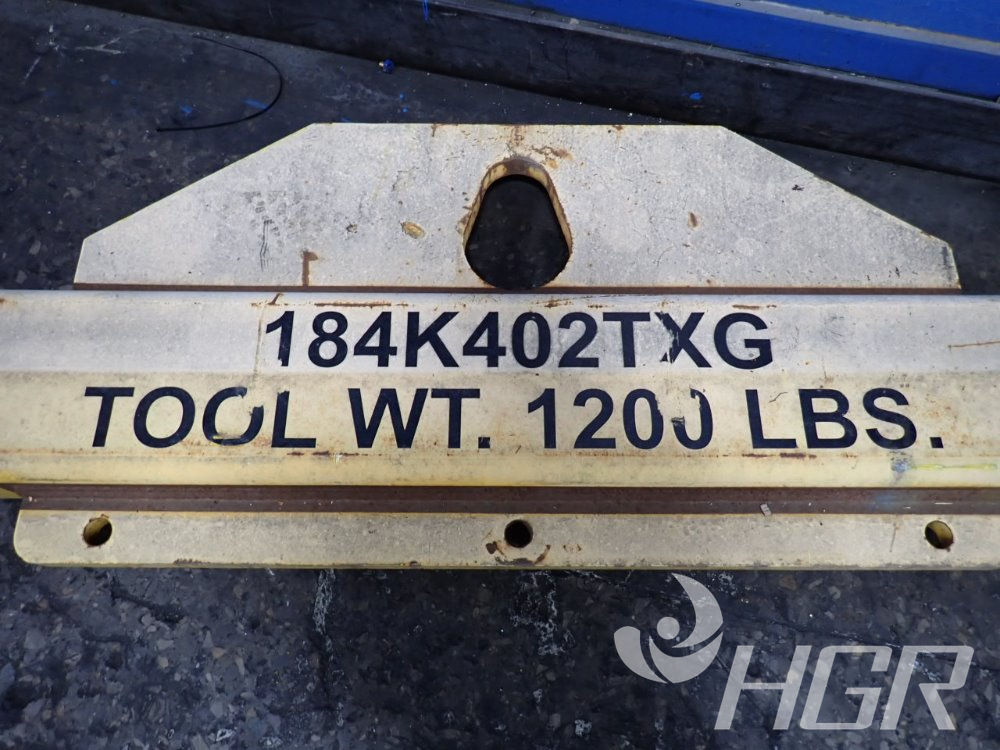 184K402TXG
TOOL WT. 1200 LBS.
HGR